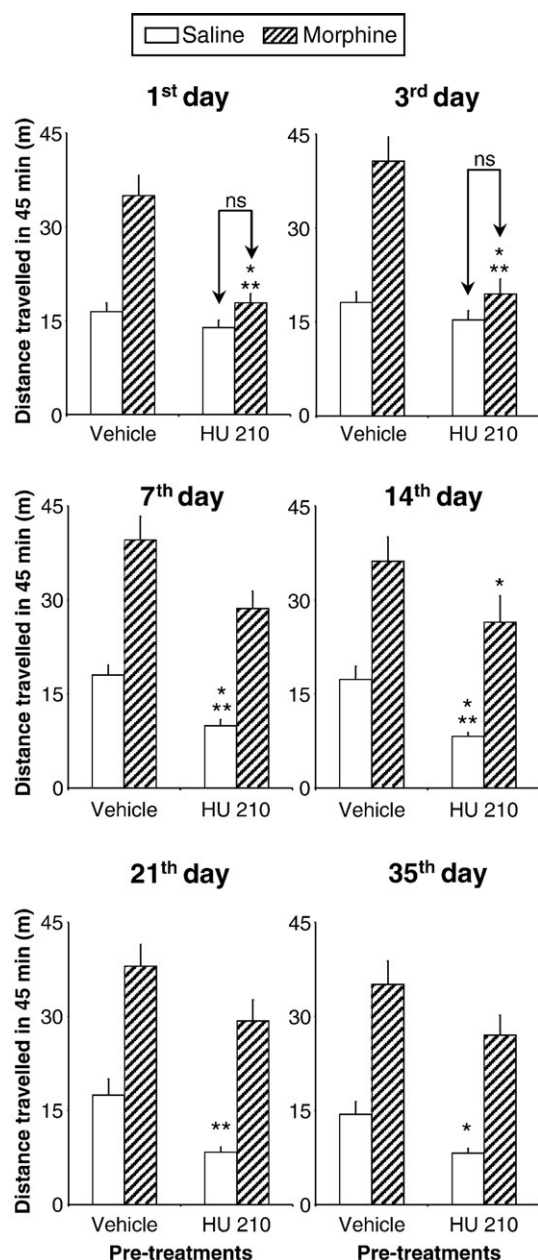 Saline Morphine
1st day 3rd day
Distance travelled in 45 min (m)
45
30
15
0
ns
*
**
Vehicle HU 210
45
30
15
0
ns
*
**
Vehicle HU 210
7th day 14th day
Distance travelled in 45 min (m)
45
30
15
0
*
**
Vehicle HU 210
45
30
15
0
*
**
*
Vehicle HU 210
21th day 35th day
Distance travelled in 45 min (m)
45
30
15
0
**
Vehicle HU 210
Pre-treatments
45
30
15
0
*
Vehicle HU 210
Pre-treatments